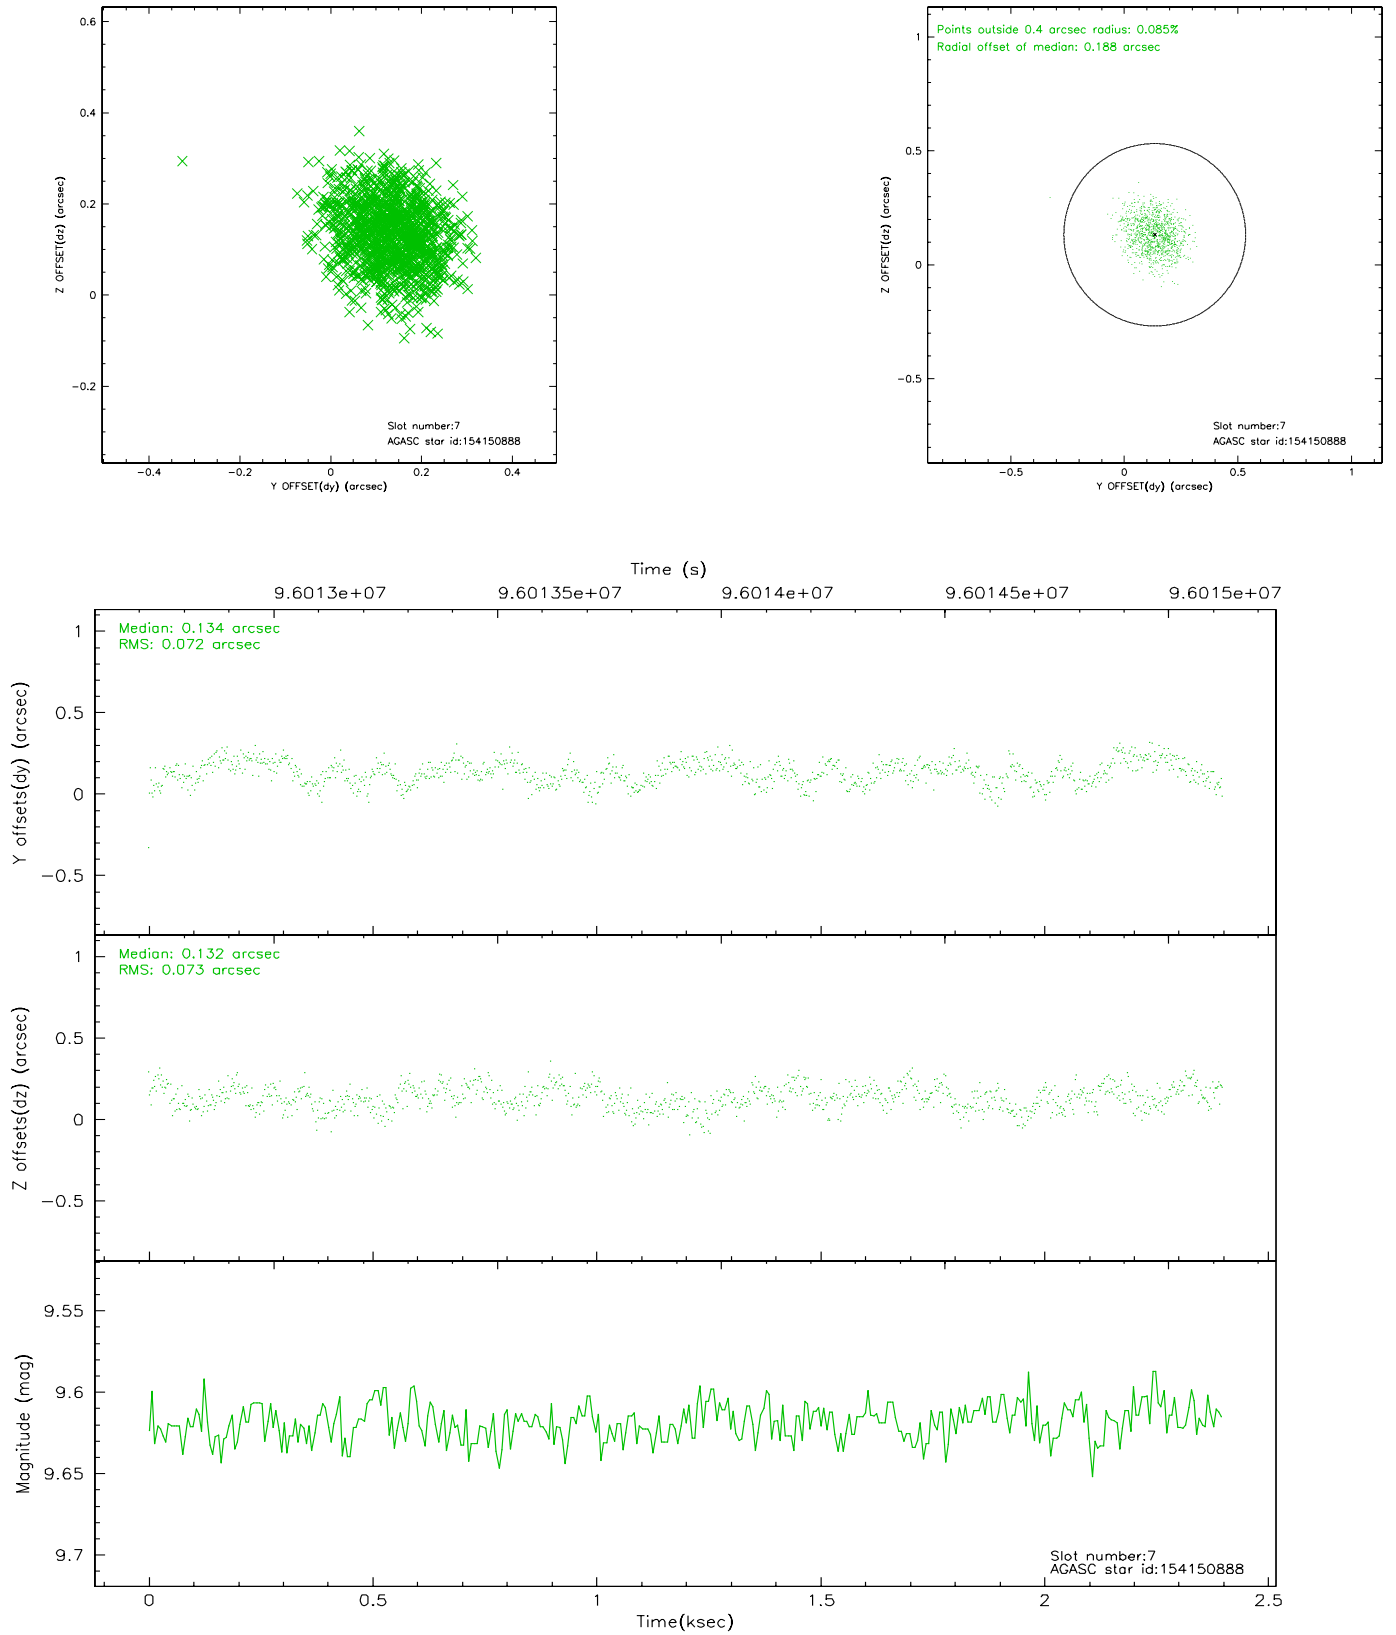 0.6
0.4
0.2
0
−0.2
Z OFFSET(dz) (arcsec)
Slot number:7
AGASC star id:154150888
−0.4 −0.2 0 0.2 0.4
Y OFFSET(dy) (arcsec)
Points outside 0.4 arcsec radius: 0.085%
Radial offset of median: 0.188 arcsec
1
0.5
0
−0.5
Z OFFSET(dz) (arcsec)
Slot number:7
AGASC star id:154150888
−0.5 0 0.5 1
Y OFFSET(dy) (arcsec)
Time (s)
9.6013e+07 9.60135e+07 9.6014e+07 9.60145e+07 9.6015e+07
Median: 0.134 arcsec
RMS: 0.072 arcsec
1
0.5
0
−0.5
Y offsets(dy) (arcsec)
Median: 0.132 arcsec
RMS: 0.073 arcsec
1
0.5
0
−0.5
Z offsets(dz) (arcsec)
9.55
9.6
9.65
9.7
Magnitude (mag)
Slot number:7
AGASC star id:154150888
0 0.5 1 1.5 2 2.5
Time(ksec)